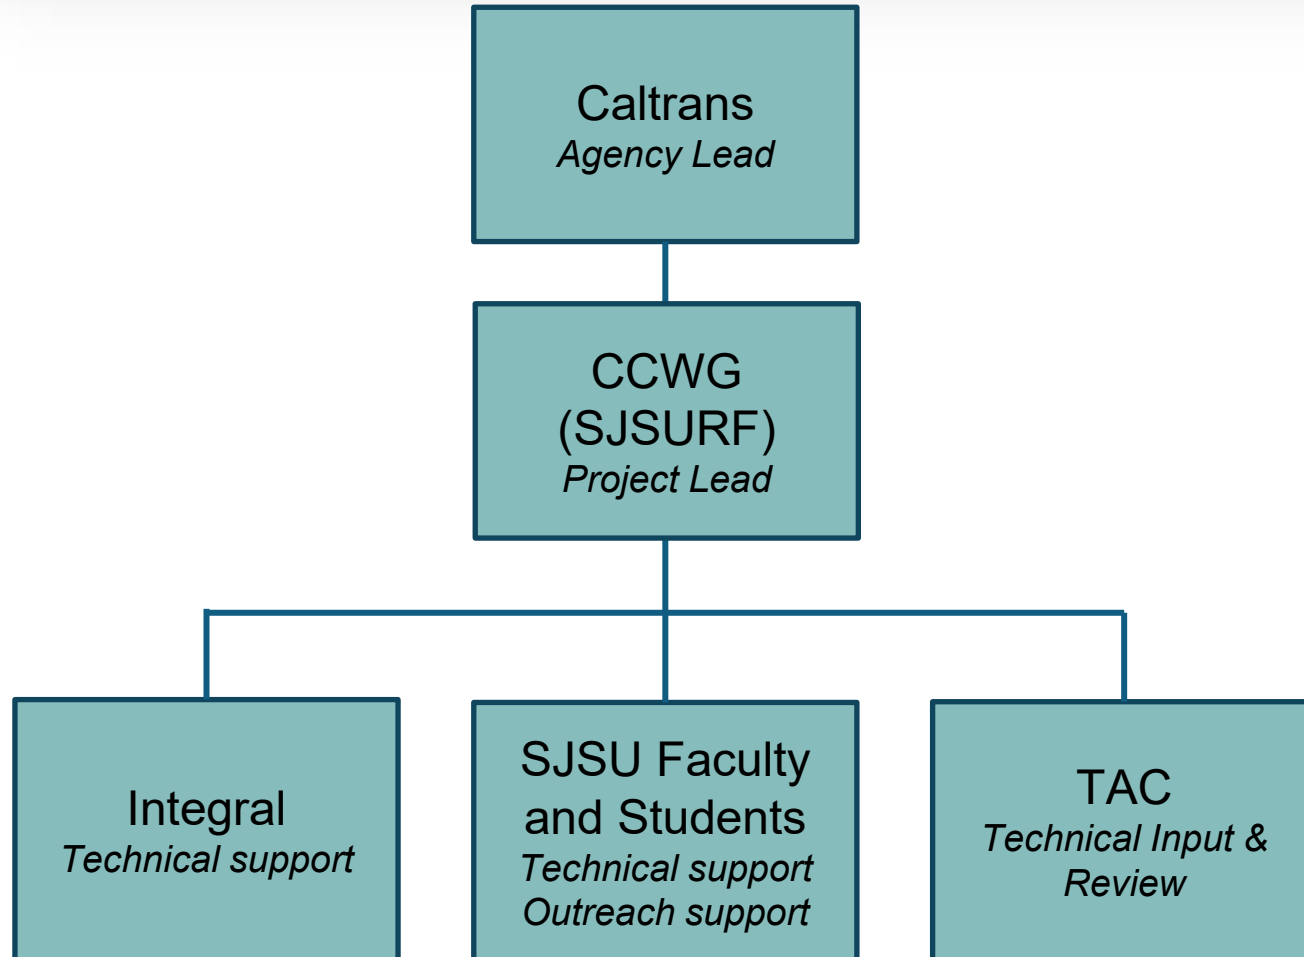 Caltrans
Agency Lead
CCWG
(SJSURF)
Project Lead
Integral
Technical support
SJSU Faculty
and Students
Technical support
Outreach support
TAC
Technical Input &
Review